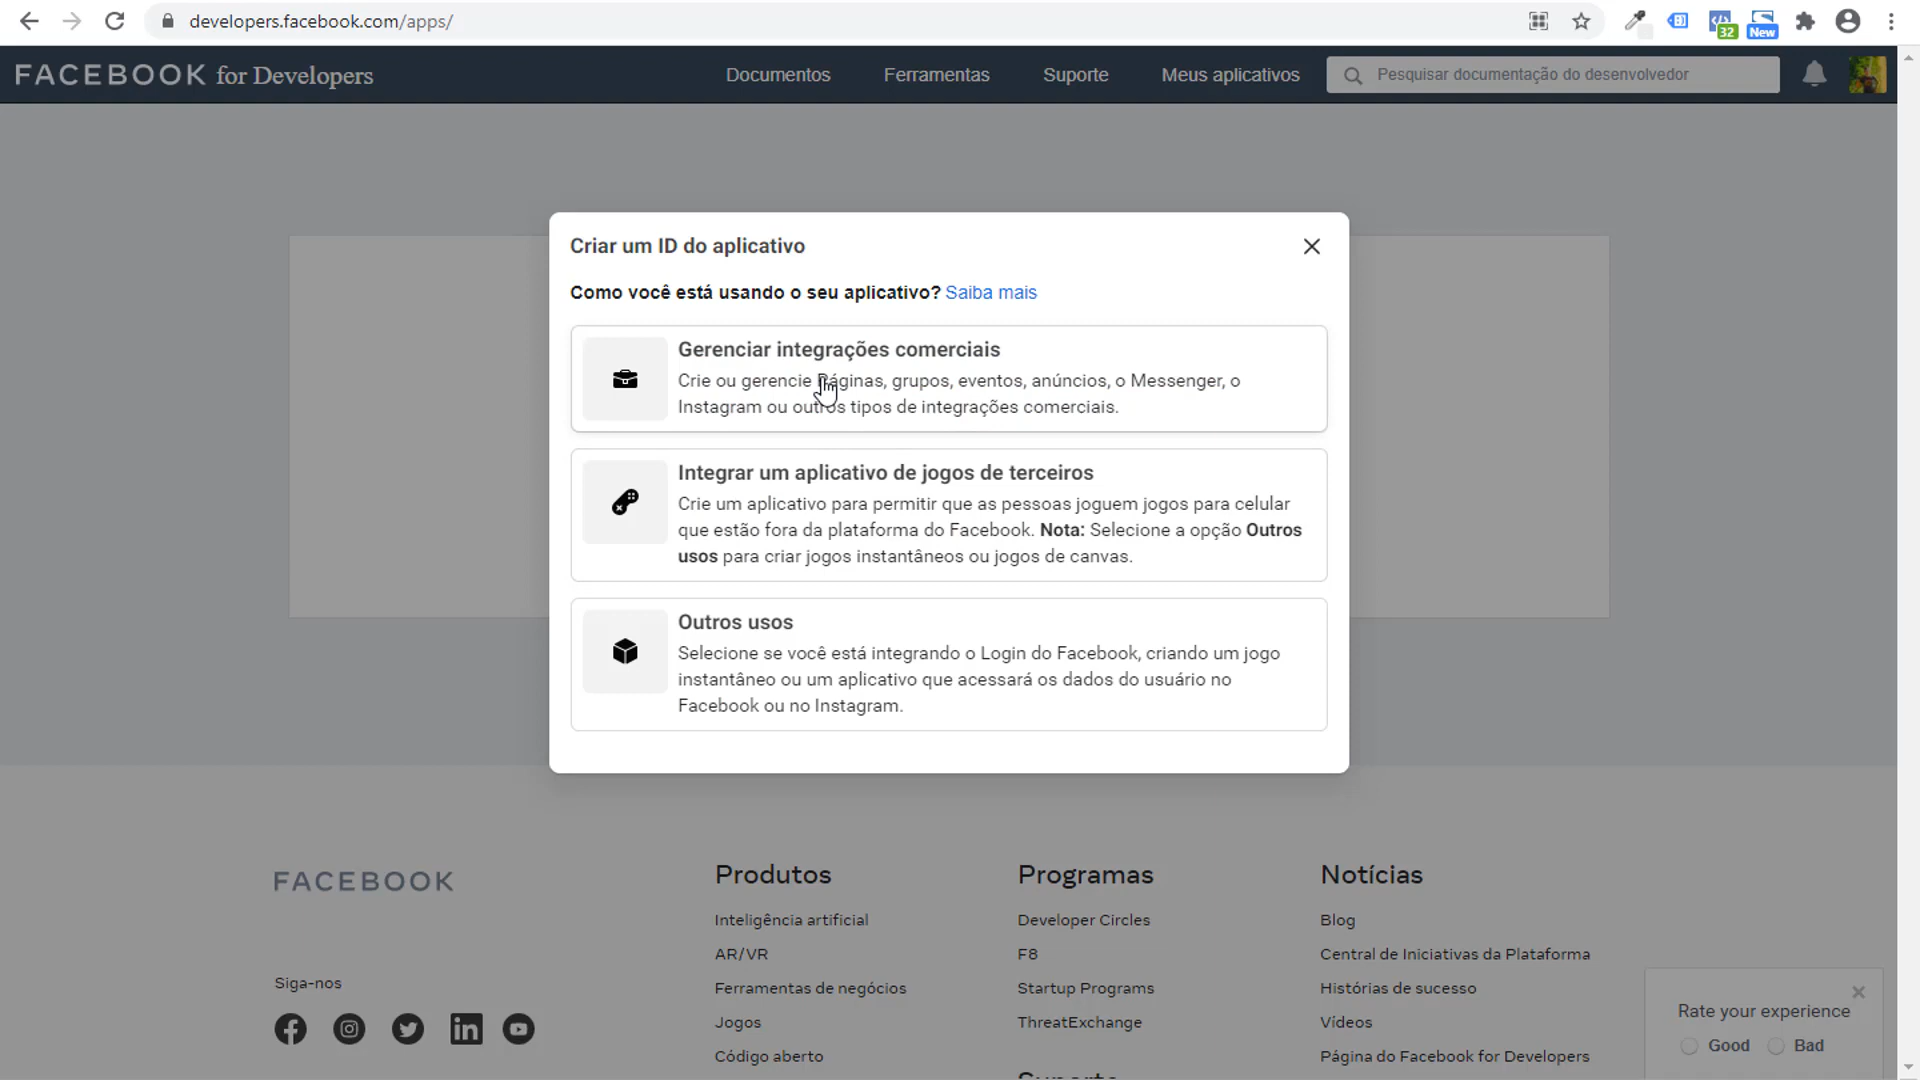 developers.facebook.com/apps/
32
New
FACEBOOK for Developers
Documentos
Ferramentas
Suporte
Meus aplicativos
Pesquisar documentação do desenvolvedor
Criar um ID do aplicativo
Como você está usando o seu aplicativo? Saiba mais
Gerenciar integrações comerciais
Crie ou gerencie Páginas, grupos, eventos, anúncios, o Messenger, o
Instagram ou outros tipos de integrações comerciais.
Integrar um aplicativo de jogos de terceiros
Crie um aplicativo para permitir que as pessoas joguem jogos para celular
que estão fora da plataforma do Facebook. Nota: Selecione a opção Outros
usos para criar jogos instantâneos ou jogos de canvas.
Outros usos
Selecione se você está integrando o Login do Facebook, criando um jogo
instantâneo ou um aplicativo que acessará os dados do usuário no
Facebook ou no Instagram.
FACEBOOK
Siga-nos
Produtos
Inteligência artificial
AR/VR
Ferramentas de negócios
Jogos
Código aberto
Programas
Developer Circles
F8
Startup Programs
ThreatExchange
Suporte
Notícias
Blog
Central de Iniciativas da Plataforma
Histórias de sucesso
Vídeos
Página do Facebook for Developers
Rate your experience
Good
Bad